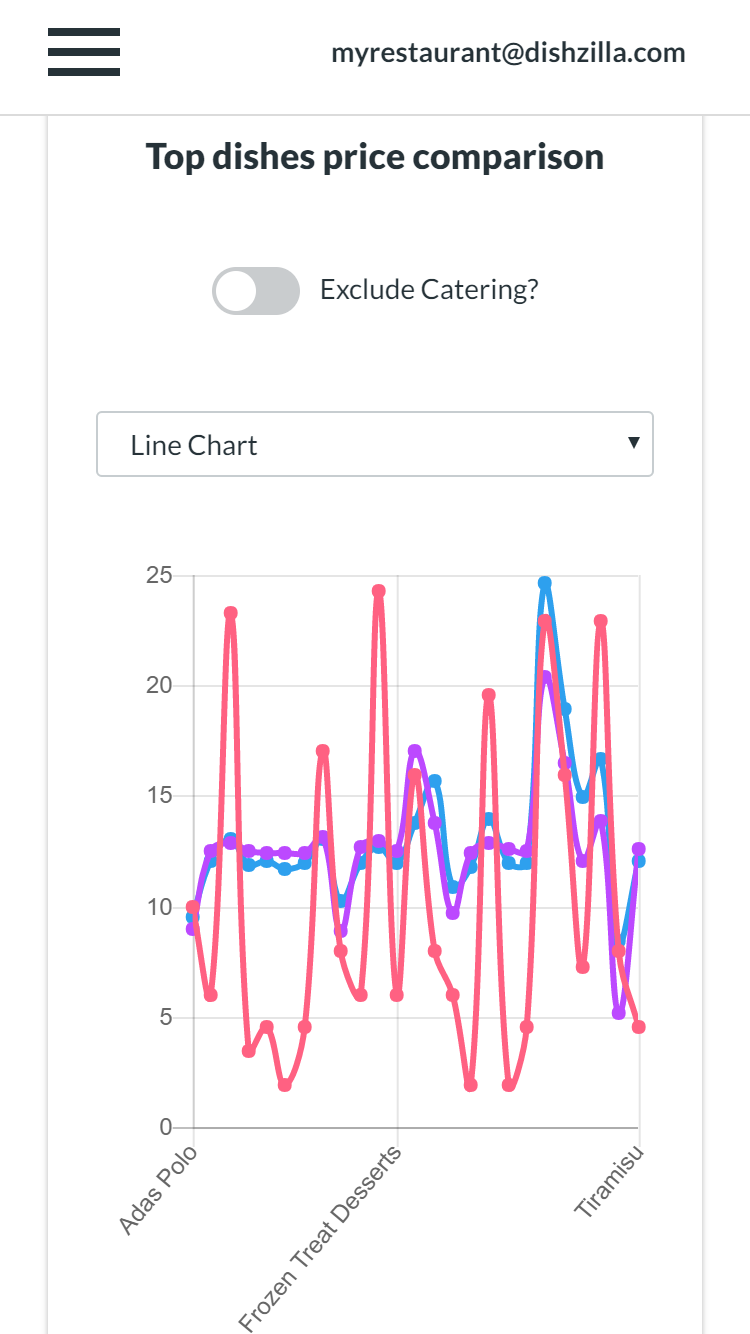 myrestaurant@dishzilla.com
Top dishes price comparison
Exclude Catering?
Line Chart
25
20
15
10
5
0
Adas Polo
Frozen Treat Desserts
Tiramisu